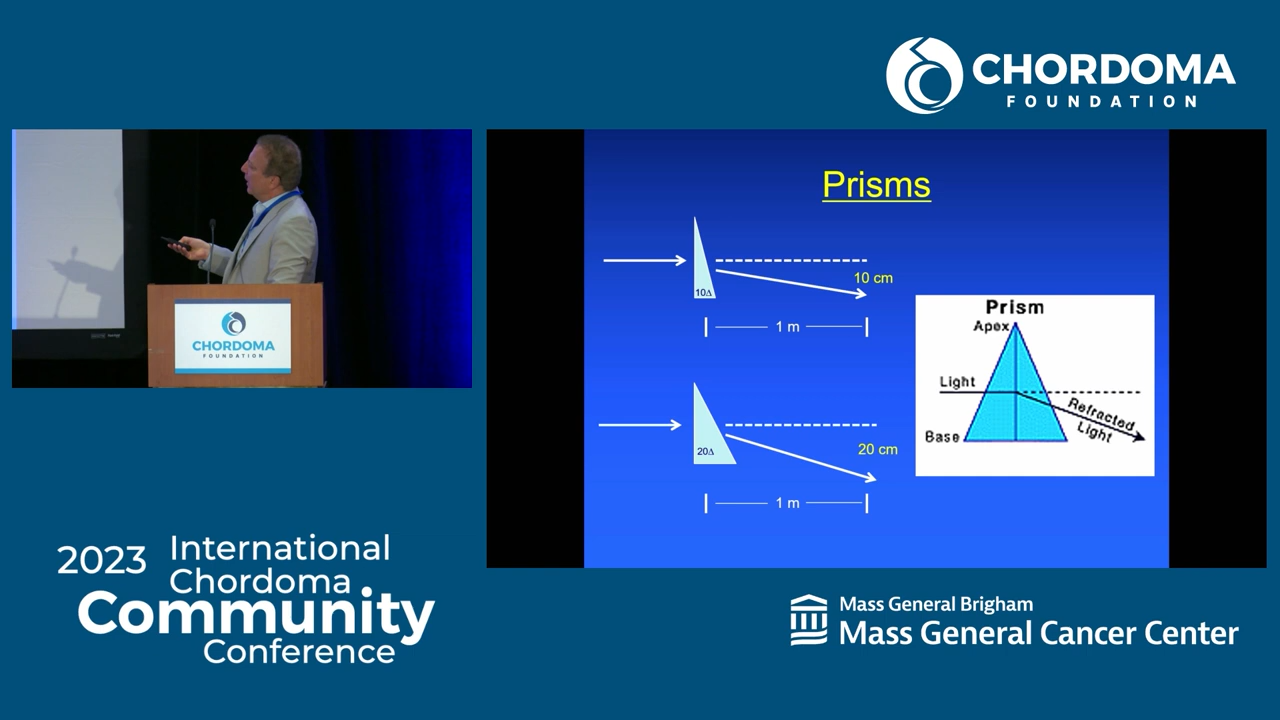 CHORDOMA
FOUNDATION
CHORDOMA
FOUNDATION
Prisms
10Δ
10 cm
1 m
20Δ
20 cm
1 m
Prism
Apex
Light
Refracted
Light
Base
2023 International
Chordoma
Community
Conference
Mass General Brigham
Mass General Cancer Center